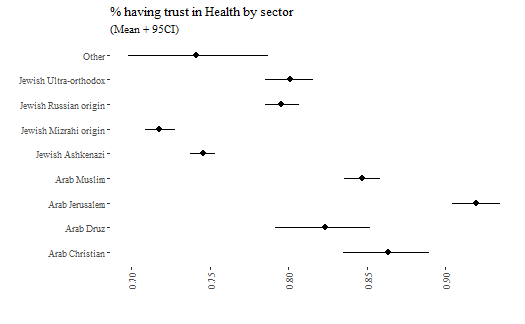 % having trust in Health by sector
(Mean + 95CI)
Other
Jewish Ultra-orthodox
Jewish Russian origin
Jewish Mizrahi origin
Jewish Ashkenazi
Arab Muslim
Arab Jerusalem
Arab Druz
Arab Christian
0.70
0.75
0.80
0.85
0.90